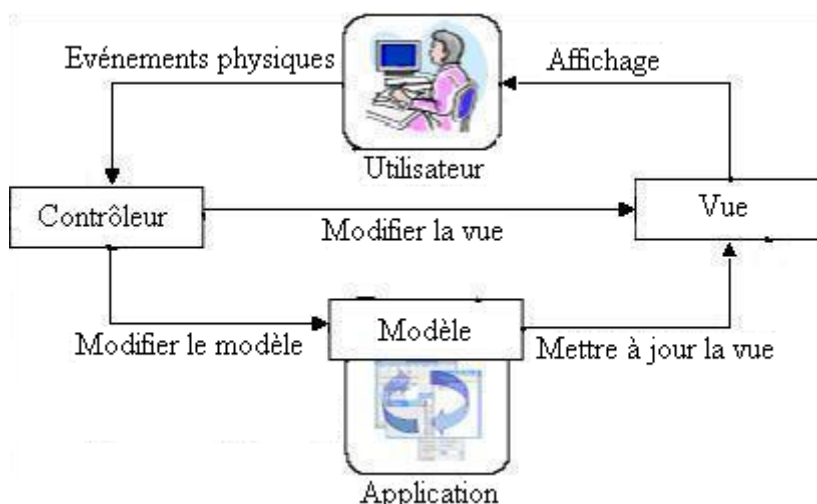 Evénements physiques
Affichage
Utilisateur
Contrôleur
Vue
Modifier la vue
Modèle
Modifier le modèle
Mettre à jour la vue
Application